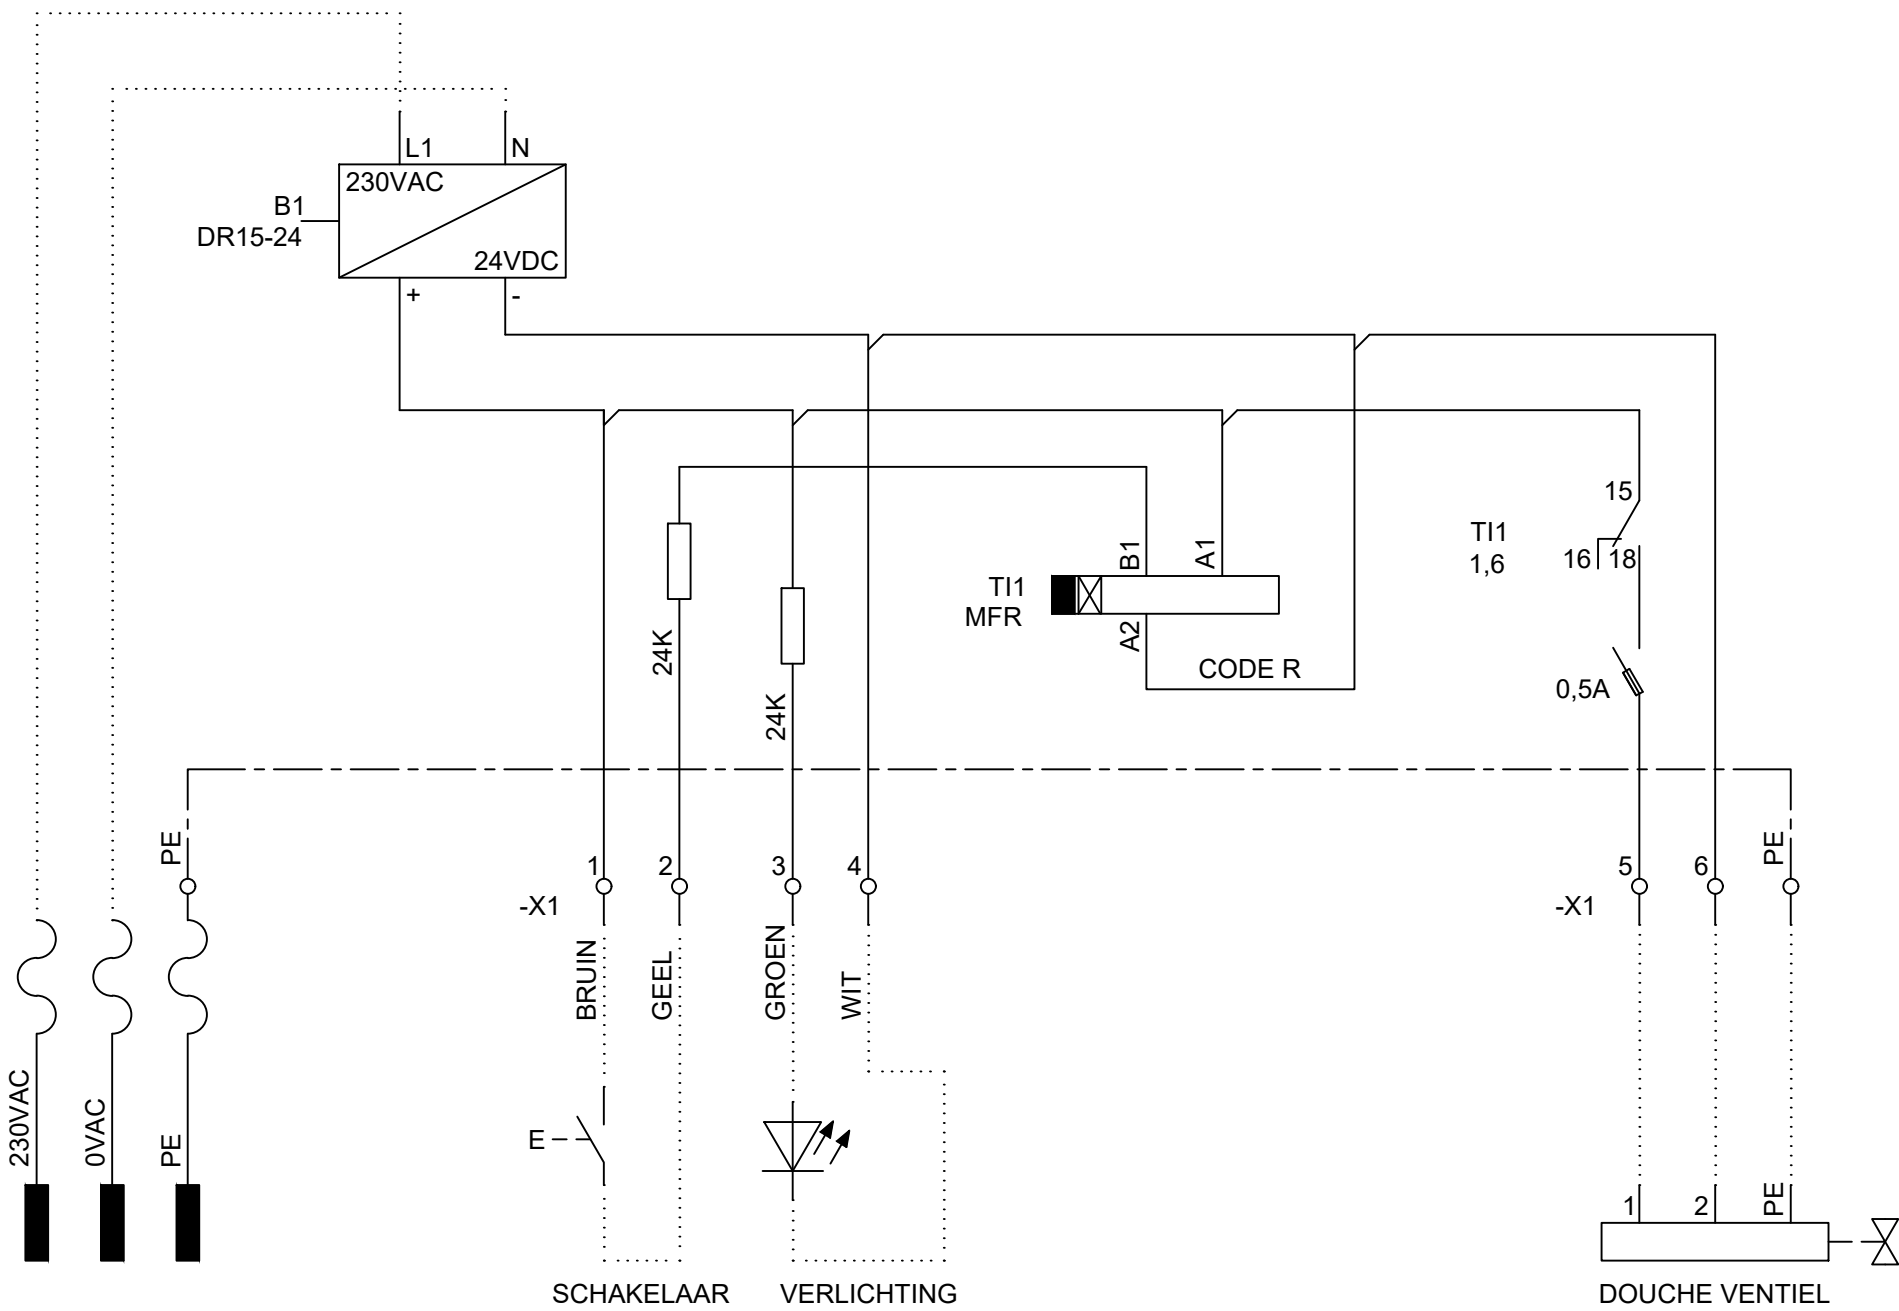 L1 N
230VAC
B1
DR15-24
24VDC
+ -
15
TI1
1,6
16 18
B1 A1
TI1
MFR
A2
24K
CODE R
0,5A
24K
PE
1 2 3 4
5 6 PE
-X1
-X1
BRUIN GEEL GROEN WIT
230VAC 0VAC PE
E
1 2 PE
SCHAKELAAR VERLICHTING DOUCHE VENTIEL